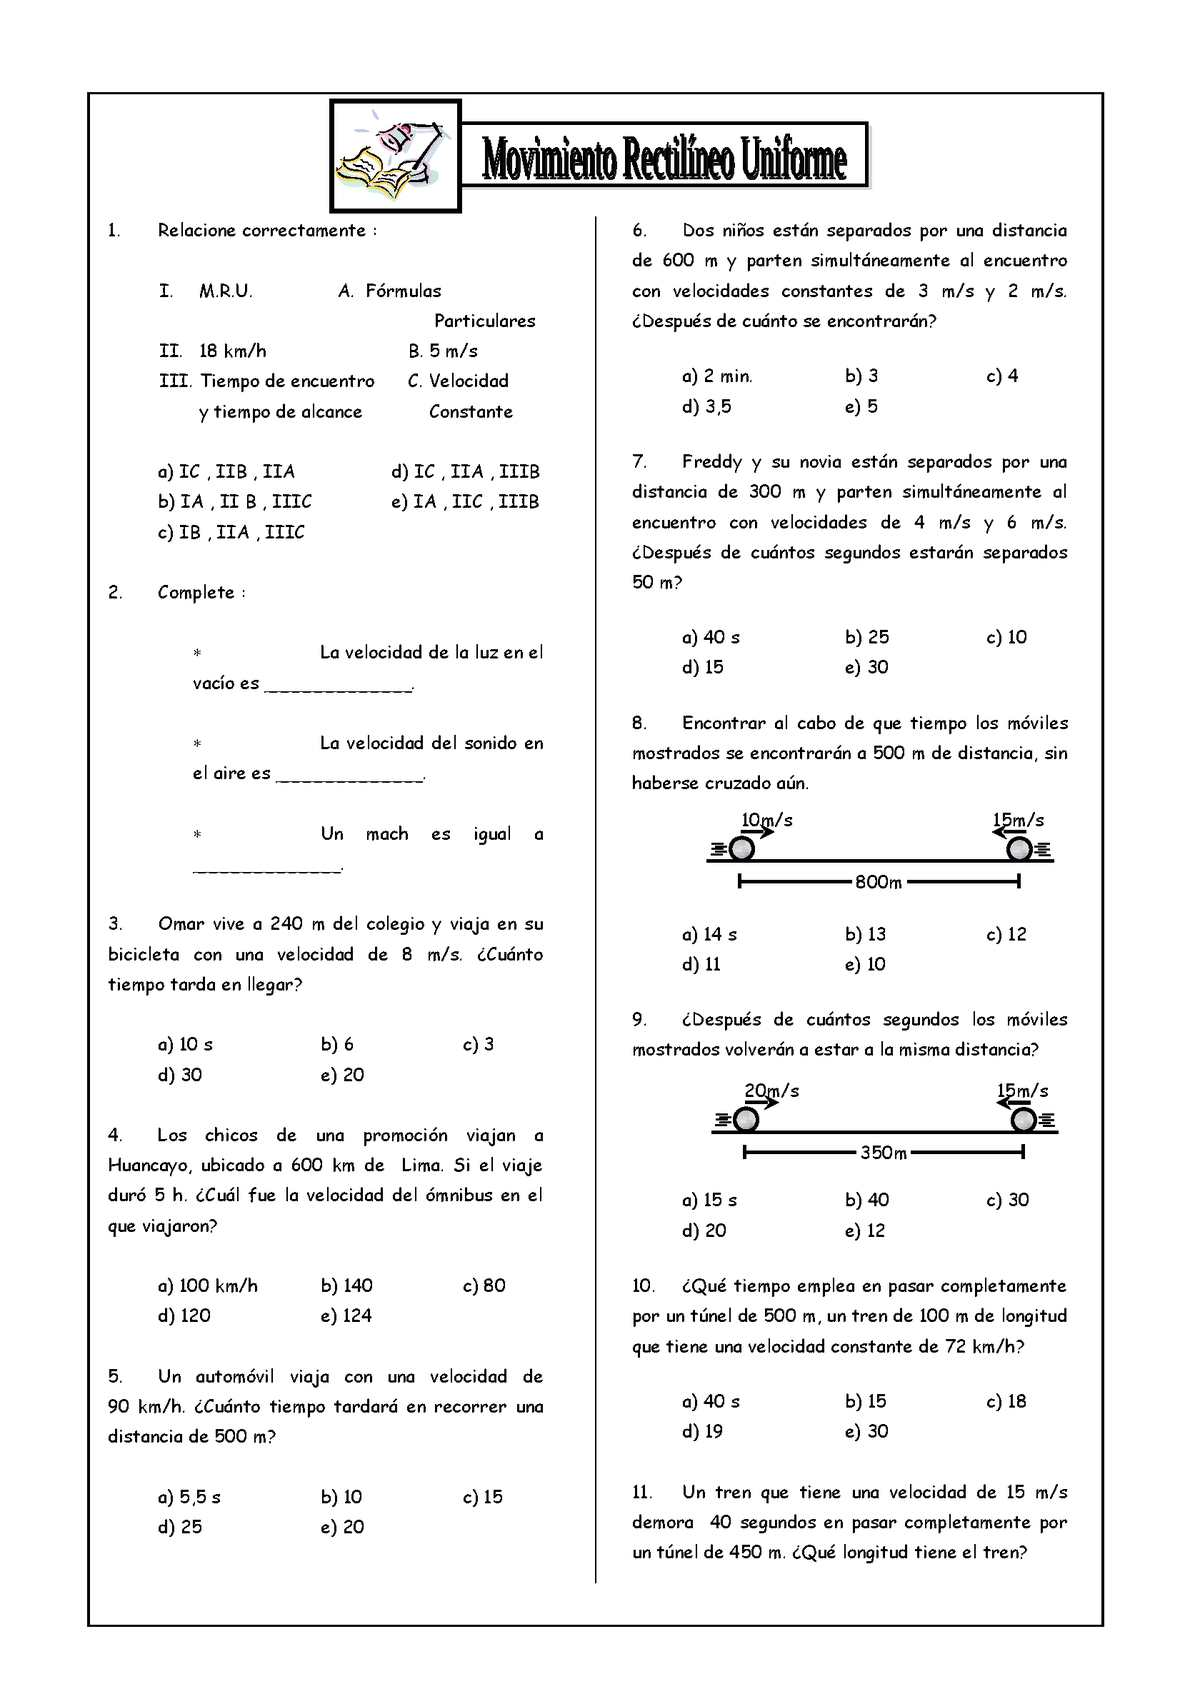 Movimiento Rectilíneo Uniforme
1. Relacione correctamente :
I. M.R.U. A. Fórmulas
Particulares
II. 18 km/h B. 5 m/s
III. Tiempo de encuentro C. Velocidad
y tiempo de alcance Constante
a) IC , IIB , IIA d) IC , IIA , IIIB
b) IA , II B , IIIC e) IA , IIC , IIIB
c) IB , IIA , IIIC
2. Complete :
* La velocidad de la luz en el
vacío es ______________.
* La velocidad del sonido en
el aire es ______________.
* Un mach es igual a
______________.
3. Omar vive a 240 m del colegio y viaja en su
bicicleta con una velocidad de 8 m/s. ¿Cuánto
tiempo tarda en llegar?
a) 10 s b) 6 c) 3
d) 30 e) 20
4. Los chicos de una promoción viajan a
Huancayo, ubicado a 600 km de Lima. Si el viaje
duró 5 h. ¿Cuál fue la velocidad del ómnibus en el
que viajaron?
a) 100 km/h b) 140 c) 80
d) 120 e) 124
5. Un automóvil viaja con una velocidad de
90 km/h. ¿Cuánto tiempo tardará en recorrer una
distancia de 500 m?
a) 5,5 s b) 10 c) 15
d) 25 e) 20
6. Dos niños están separados por una distancia
de 600 m y parten simultáneamente al encuentro
con velocidades constantes de 3 m/s y 2 m/s.
¿Después de cuánto se encontrarán?
a) 2 min. b) 3 c) 4
d) 3,5 e) 5
7. Freddy y su novia están separados por una
distancia de 300 m y parten simultáneamente al
encuentro con velocidades de 4 m/s y 6 m/s.
¿Después de cuántos segundos estarán separados
50 m?
a) 40 s b) 25 c) 10
d) 15 e) 30
8. Encontrar al cabo de que tiempo los móviles
mostrados se encontrarán a 500 m de distancia, sin
haberse cruzado aún.
10m/s 15m/s
800m
a) 14 s b) 13 c) 12
d) 11 e) 10
9. ¿Después de cuántos segundos los móviles
mostrados volverán a estar a la misma distancia?
20m/s 15m/s
350m
a) 15 s b) 40 c) 30
d) 20 e) 12
10. ¿Qué tiempo emplea en pasar completamente
por un túnel de 500 m, un tren de 100 m de longitud
que tiene una velocidad constante de 72 km/h?
a) 40 s b) 15 c) 18
d) 19 e) 30
11. Un tren que tiene una velocidad de 15 m/s
demora 40 segundos en pasar completamente por
un túnel de 450 m. ¿Qué longitud tiene el tren?